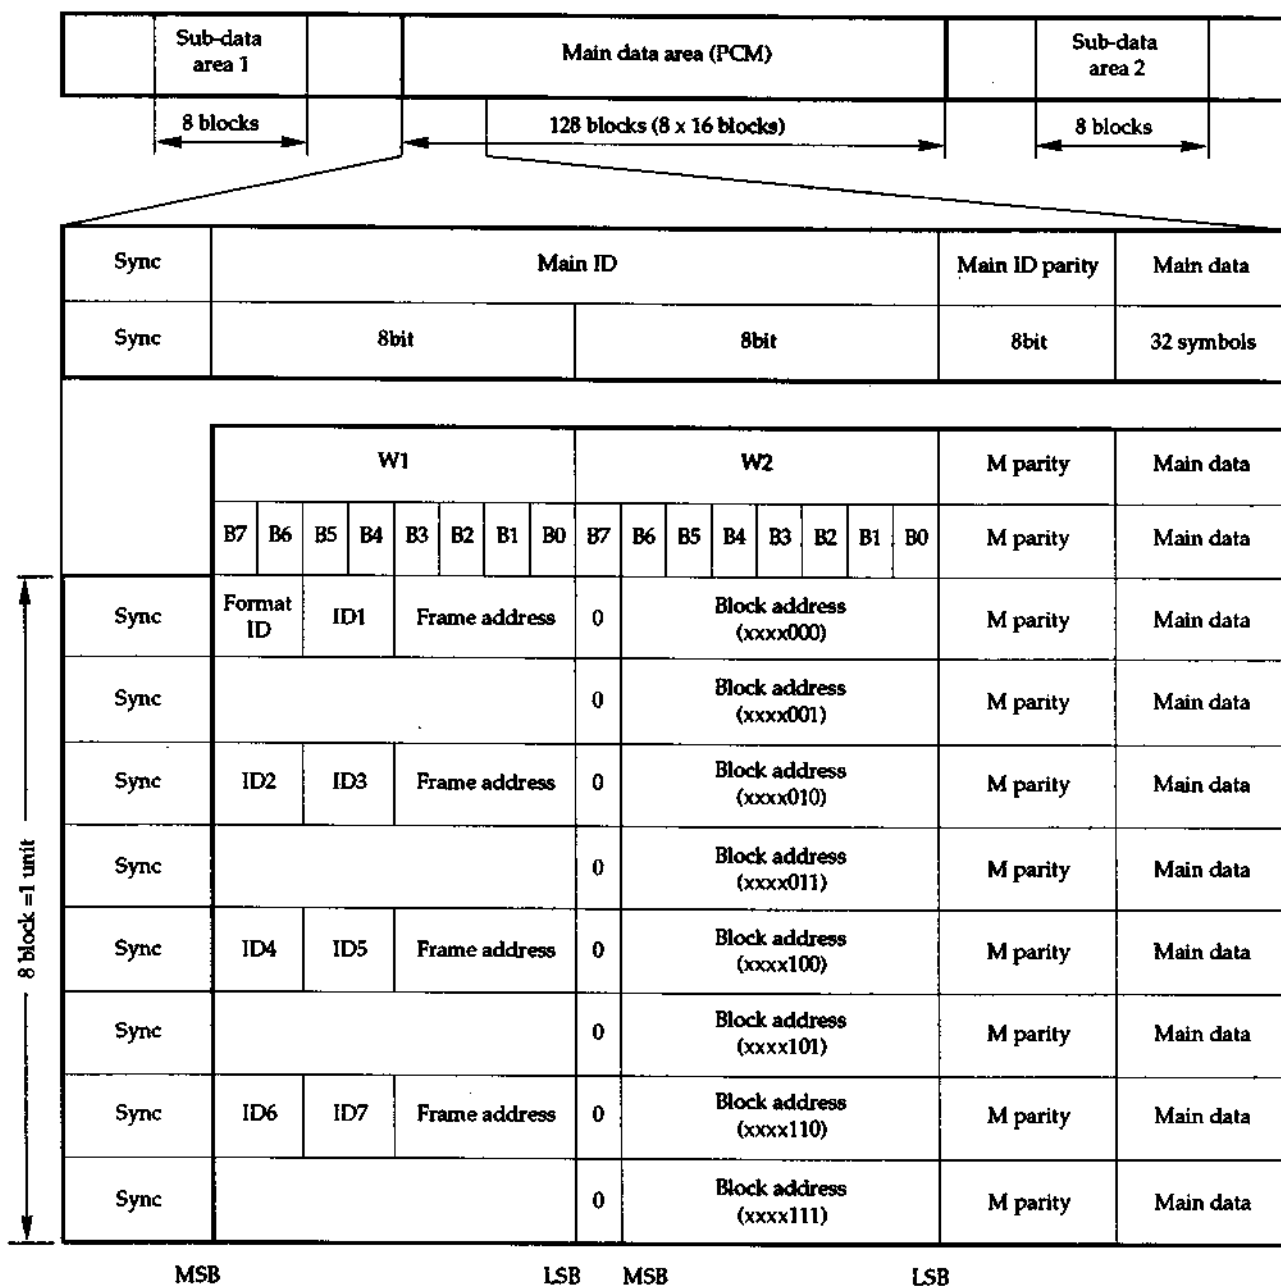 Sub-data
area 1
Main data area (PCM)
Sub-data
area 2
8 blocks
128 blocks (8 x 16 blocks)
8 blocks
Sync Main ID Main ID parity Main data
Sync 8bit 8bit 8bit 32 symbols
W1 W2 M parity Main data
B7 B6 B5 B4 B3 B2 B1 B0 B7 B6 B5 B4 B3 B2 B1 B0 M parity Main data
8 block =1 unit
Sync Format ID1 Frame address 0 Block address M parity Main data
ID (xxxx000)
Sync 0 Block address M parity Main data
(xxxx001)
Sync ID2 ID3 Frame address 0 Block address M parity Main data
(xxxx010)
Sync 0 Block address M parity Main data
(xxxx011)
Sync ID4 ID5 Frame address 0 Block address M parity Main data
(xxxx100)
Sync 0 Block address M parity Main data
(xxxx101)
Sync ID6 ID7 Frame address 0 Block address M parity Main data
(xxxx110)
Sync 0 Block address M parity Main data
(xxxx111)
MSB LSB MSB LSB